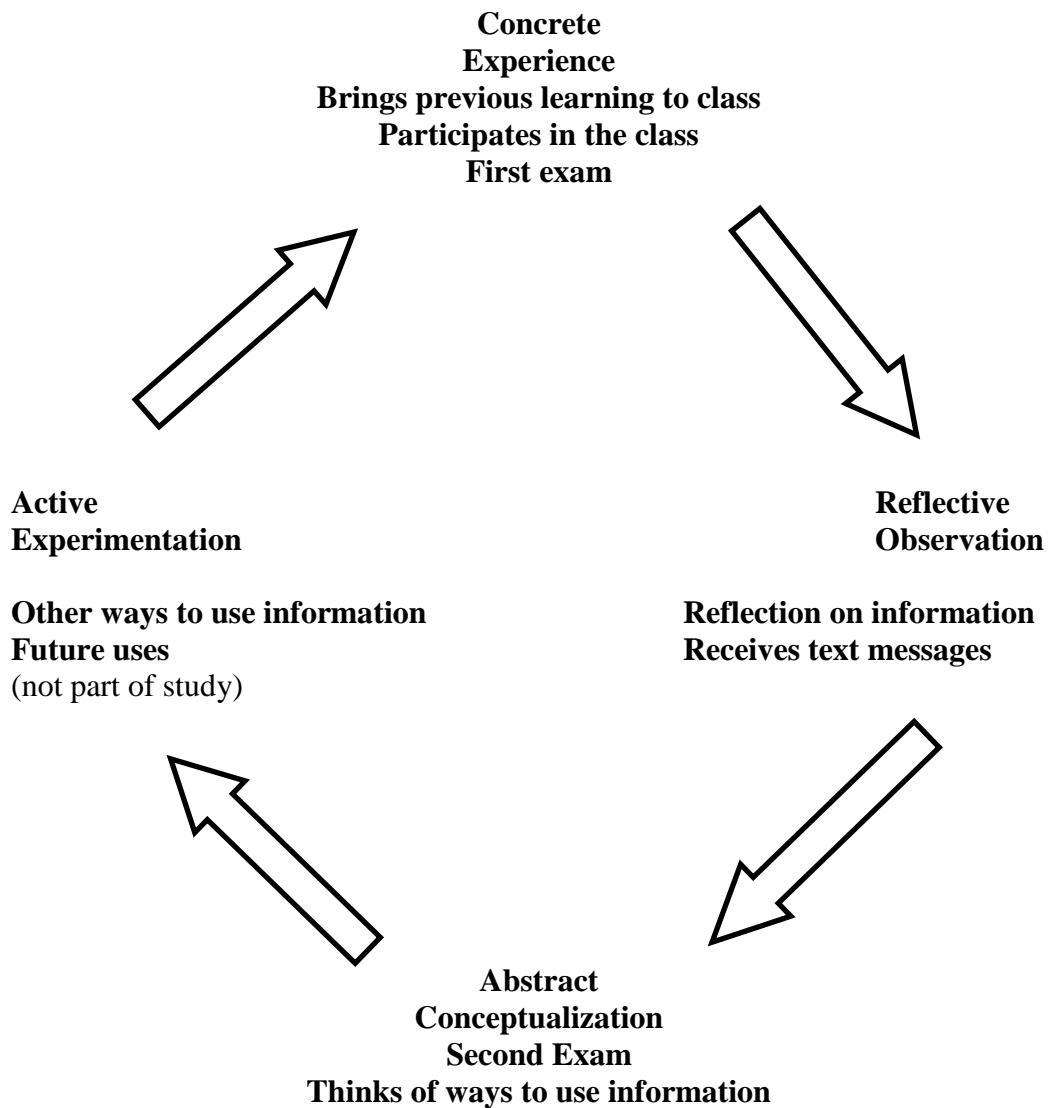 Concrete
Experience
Brings previous learning to class
Participates in the class
First exam
Active
Experimentation
Other ways to use information
Future uses
(not part of study)
Reflective
Observation
Reflection on information
Receives text messages
Abstract
Conceptualization
Second Exam
Thinks of ways to use information